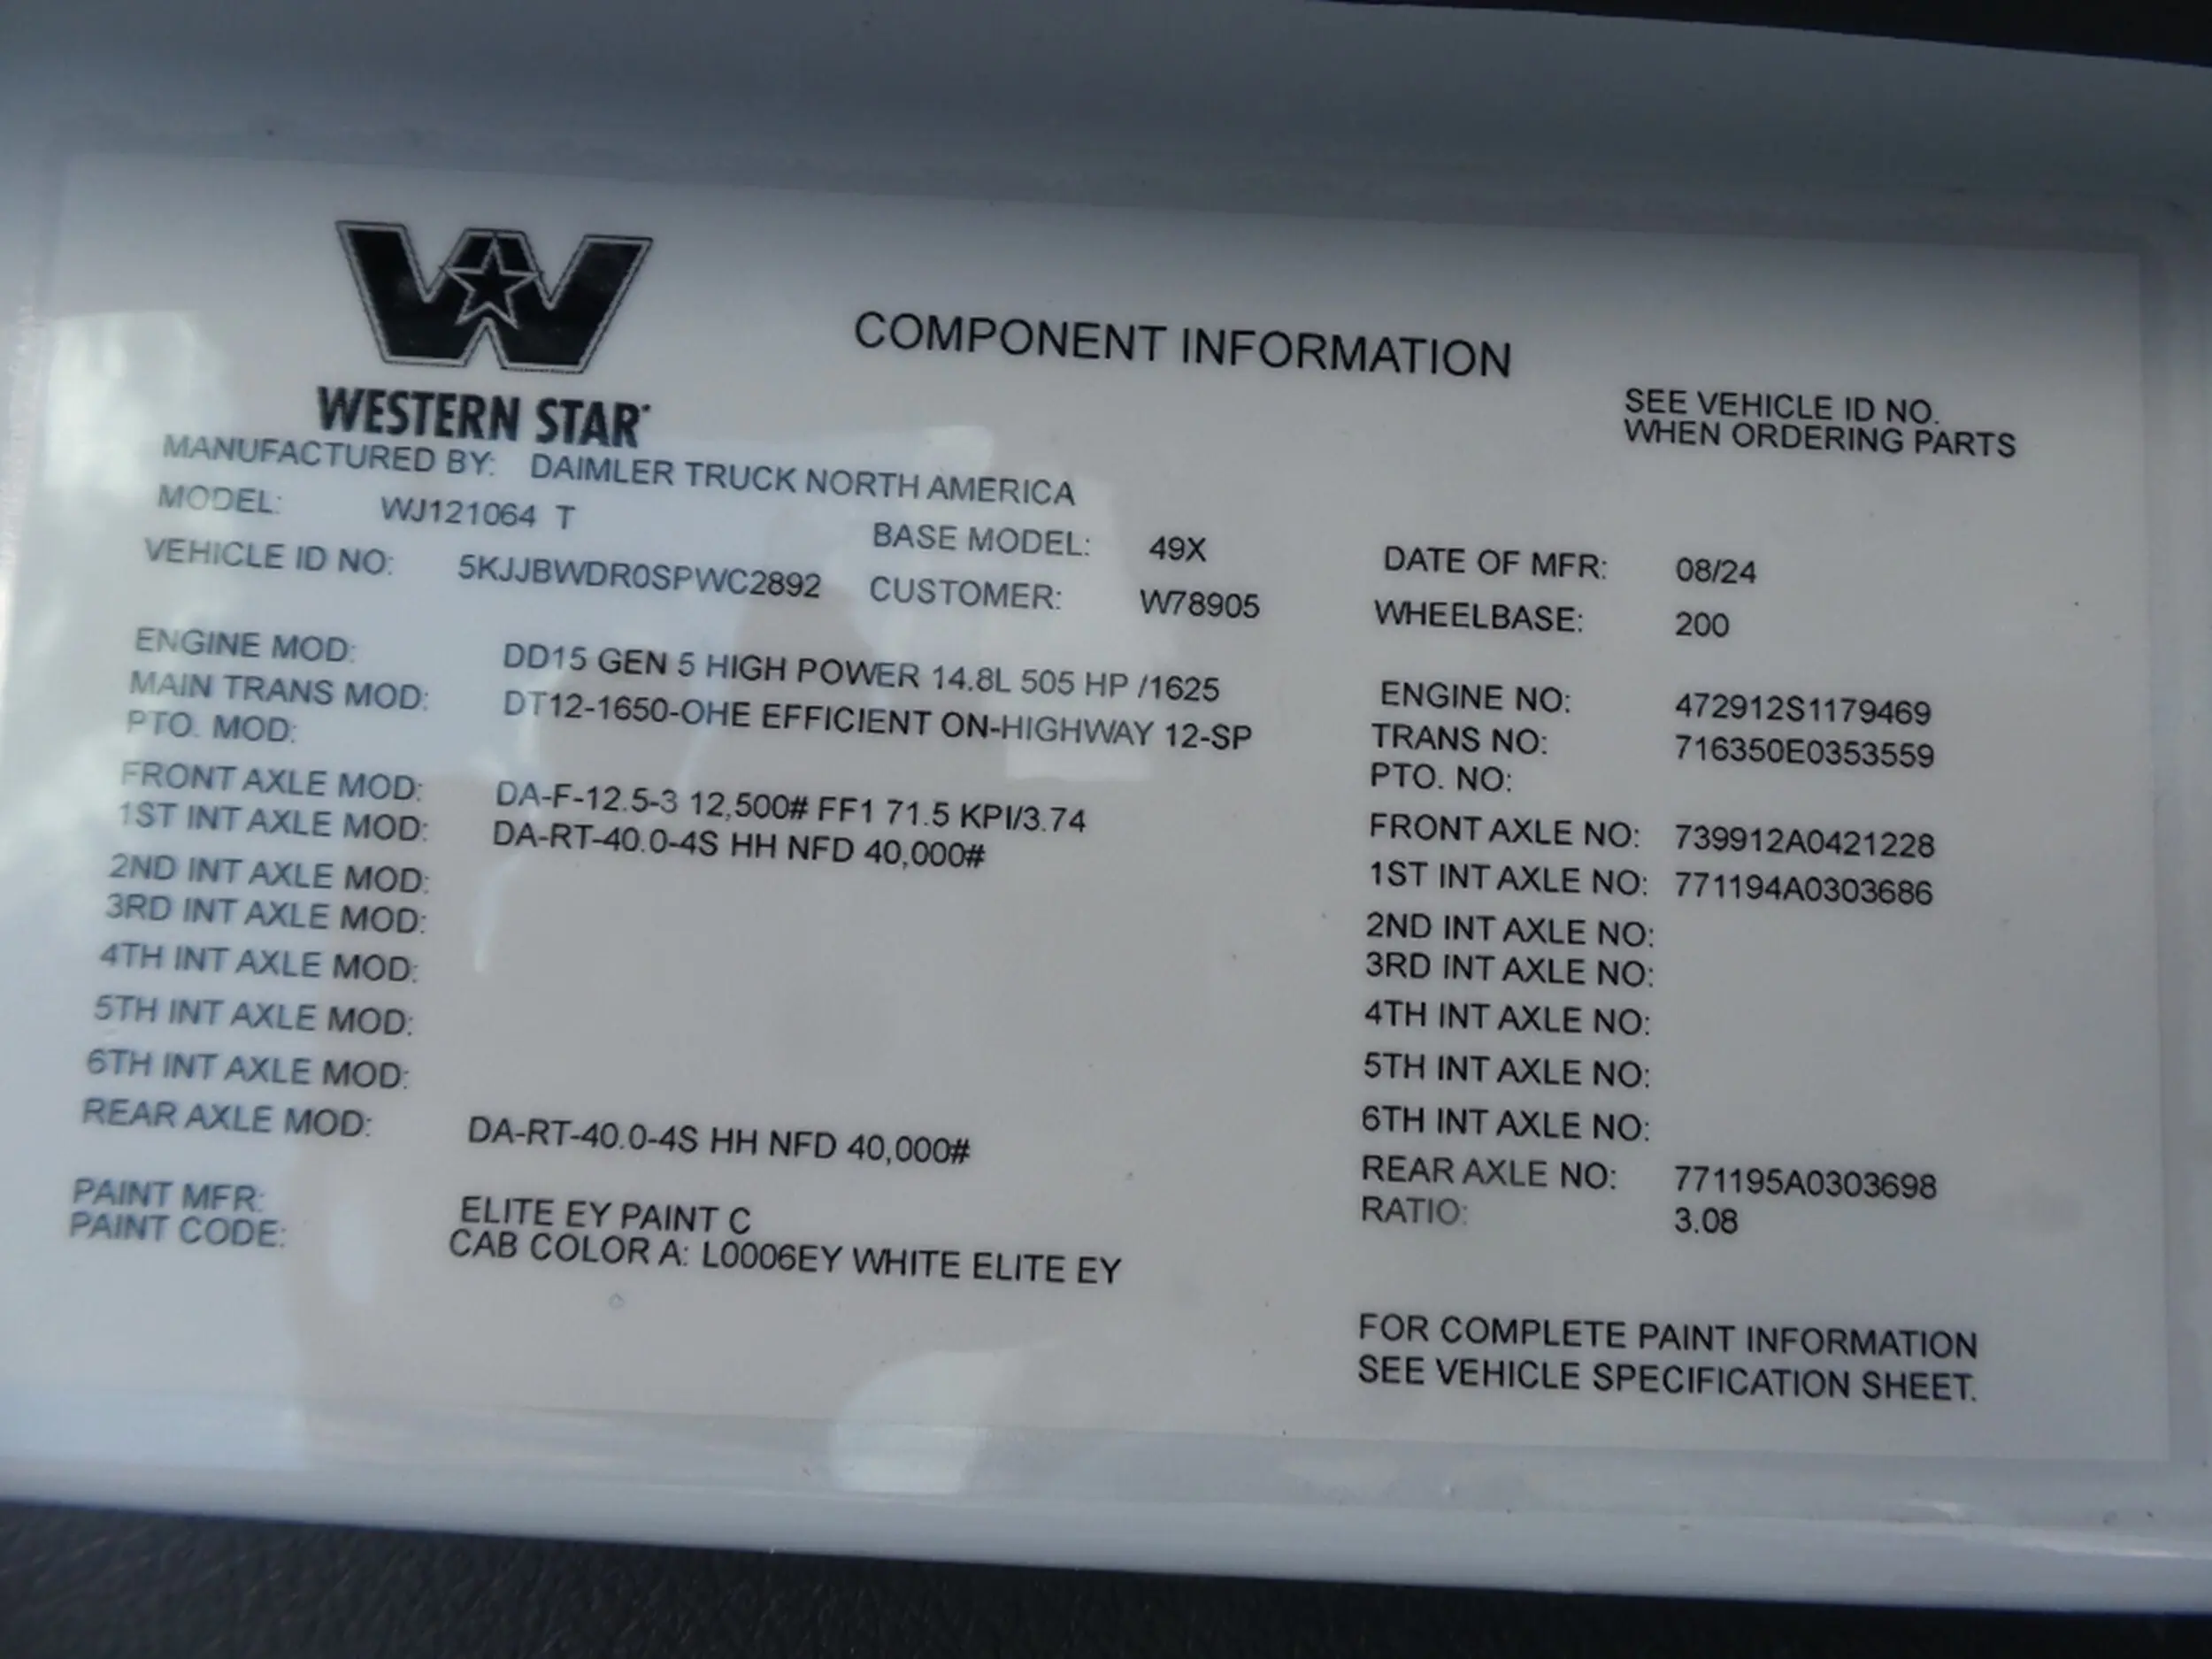 WESTERN STAR
COMPONENT INFORMATION
SEE VEHICLE ID NO.
WHEN ORDERING PARTS
MANUFACTURED BY: DAIMLER TRUCK NORTH AMERICA
MODEL: WJ121064 T
BASE MODEL: 49X
DATE OF MFR: 08/24
VEHICLE ID NO: 5KJJBWDR0SPWC2892
CUSTOMER: W78905
WHEELBASE: 200
ENGINE MOD: DD15 GEN 5 HIGH POWER 14.8L 505 HP /1625
ENGINE NO: 472912S1179469
MAIN TRANS MOD: DT12-1650-OHE EFFICIENT ON-HIGHWAY 12-SP
TRANS NO: 716350E0353559
PTO. MOD:
PTO. NO:
FRONT AXLE MOD: DA-F-12.5-3 12,500# FF1 71.5 KPI/3.74
FRONT AXLE NO: 739912A0421228
1ST INT AXLE MOD: DA-RT-40.0-4S HH NFD 40,000#
1ST INT AXLE NO: 771194A0303686
2ND INT AXLE MOD:
2ND INT AXLE NO:
3RD INT AXLE MOD:
3RD INT AXLE NO:
4TH INT AXLE MOD:
4TH INT AXLE NO:
5TH INT AXLE MOD:
5TH INT AXLE NO:
6TH INT AXLE MOD:
6TH INT AXLE NO:
REAR AXLE MOD: DA-RT-40.0-4S HH NFD 40,000#
REAR AXLE NO: 771195A0303698
RATIO: 3.08
PAINT MFR: ELITE EY PAINT C
PAINT CODE: CAB COLOR A: L0006EY WHITE ELITE EY
FOR COMPLETE PAINT INFORMATION
SEE VEHICLE SPECIFICATION SHEET.